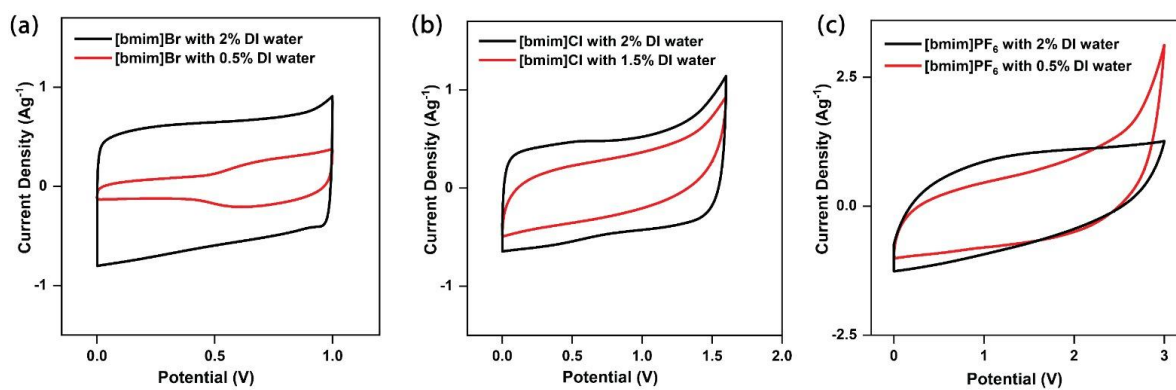 (a)
[bmim]Br with 2% DI water
[bmim]Br with 0.5% DI water
Current Density (Ag⁻¹)
1
0
-1
0.0
0.5
1.0
Potential (V)
(b)
[bmim]Cl with 2% DI water
[bmim]Cl with 1.5% DI water
Current Density (Ag⁻¹)
1
0
-1
0.0
0.5
1.0
1.5
2.0
Potential (V)
(c)
[bmim]PF₆ with 2% DI water
[bmim]PF₆ with 0.5% DI water
Current Density (Ag⁻¹)
2.5
0.0
-2.5
0
1
2
3
Potential (V)